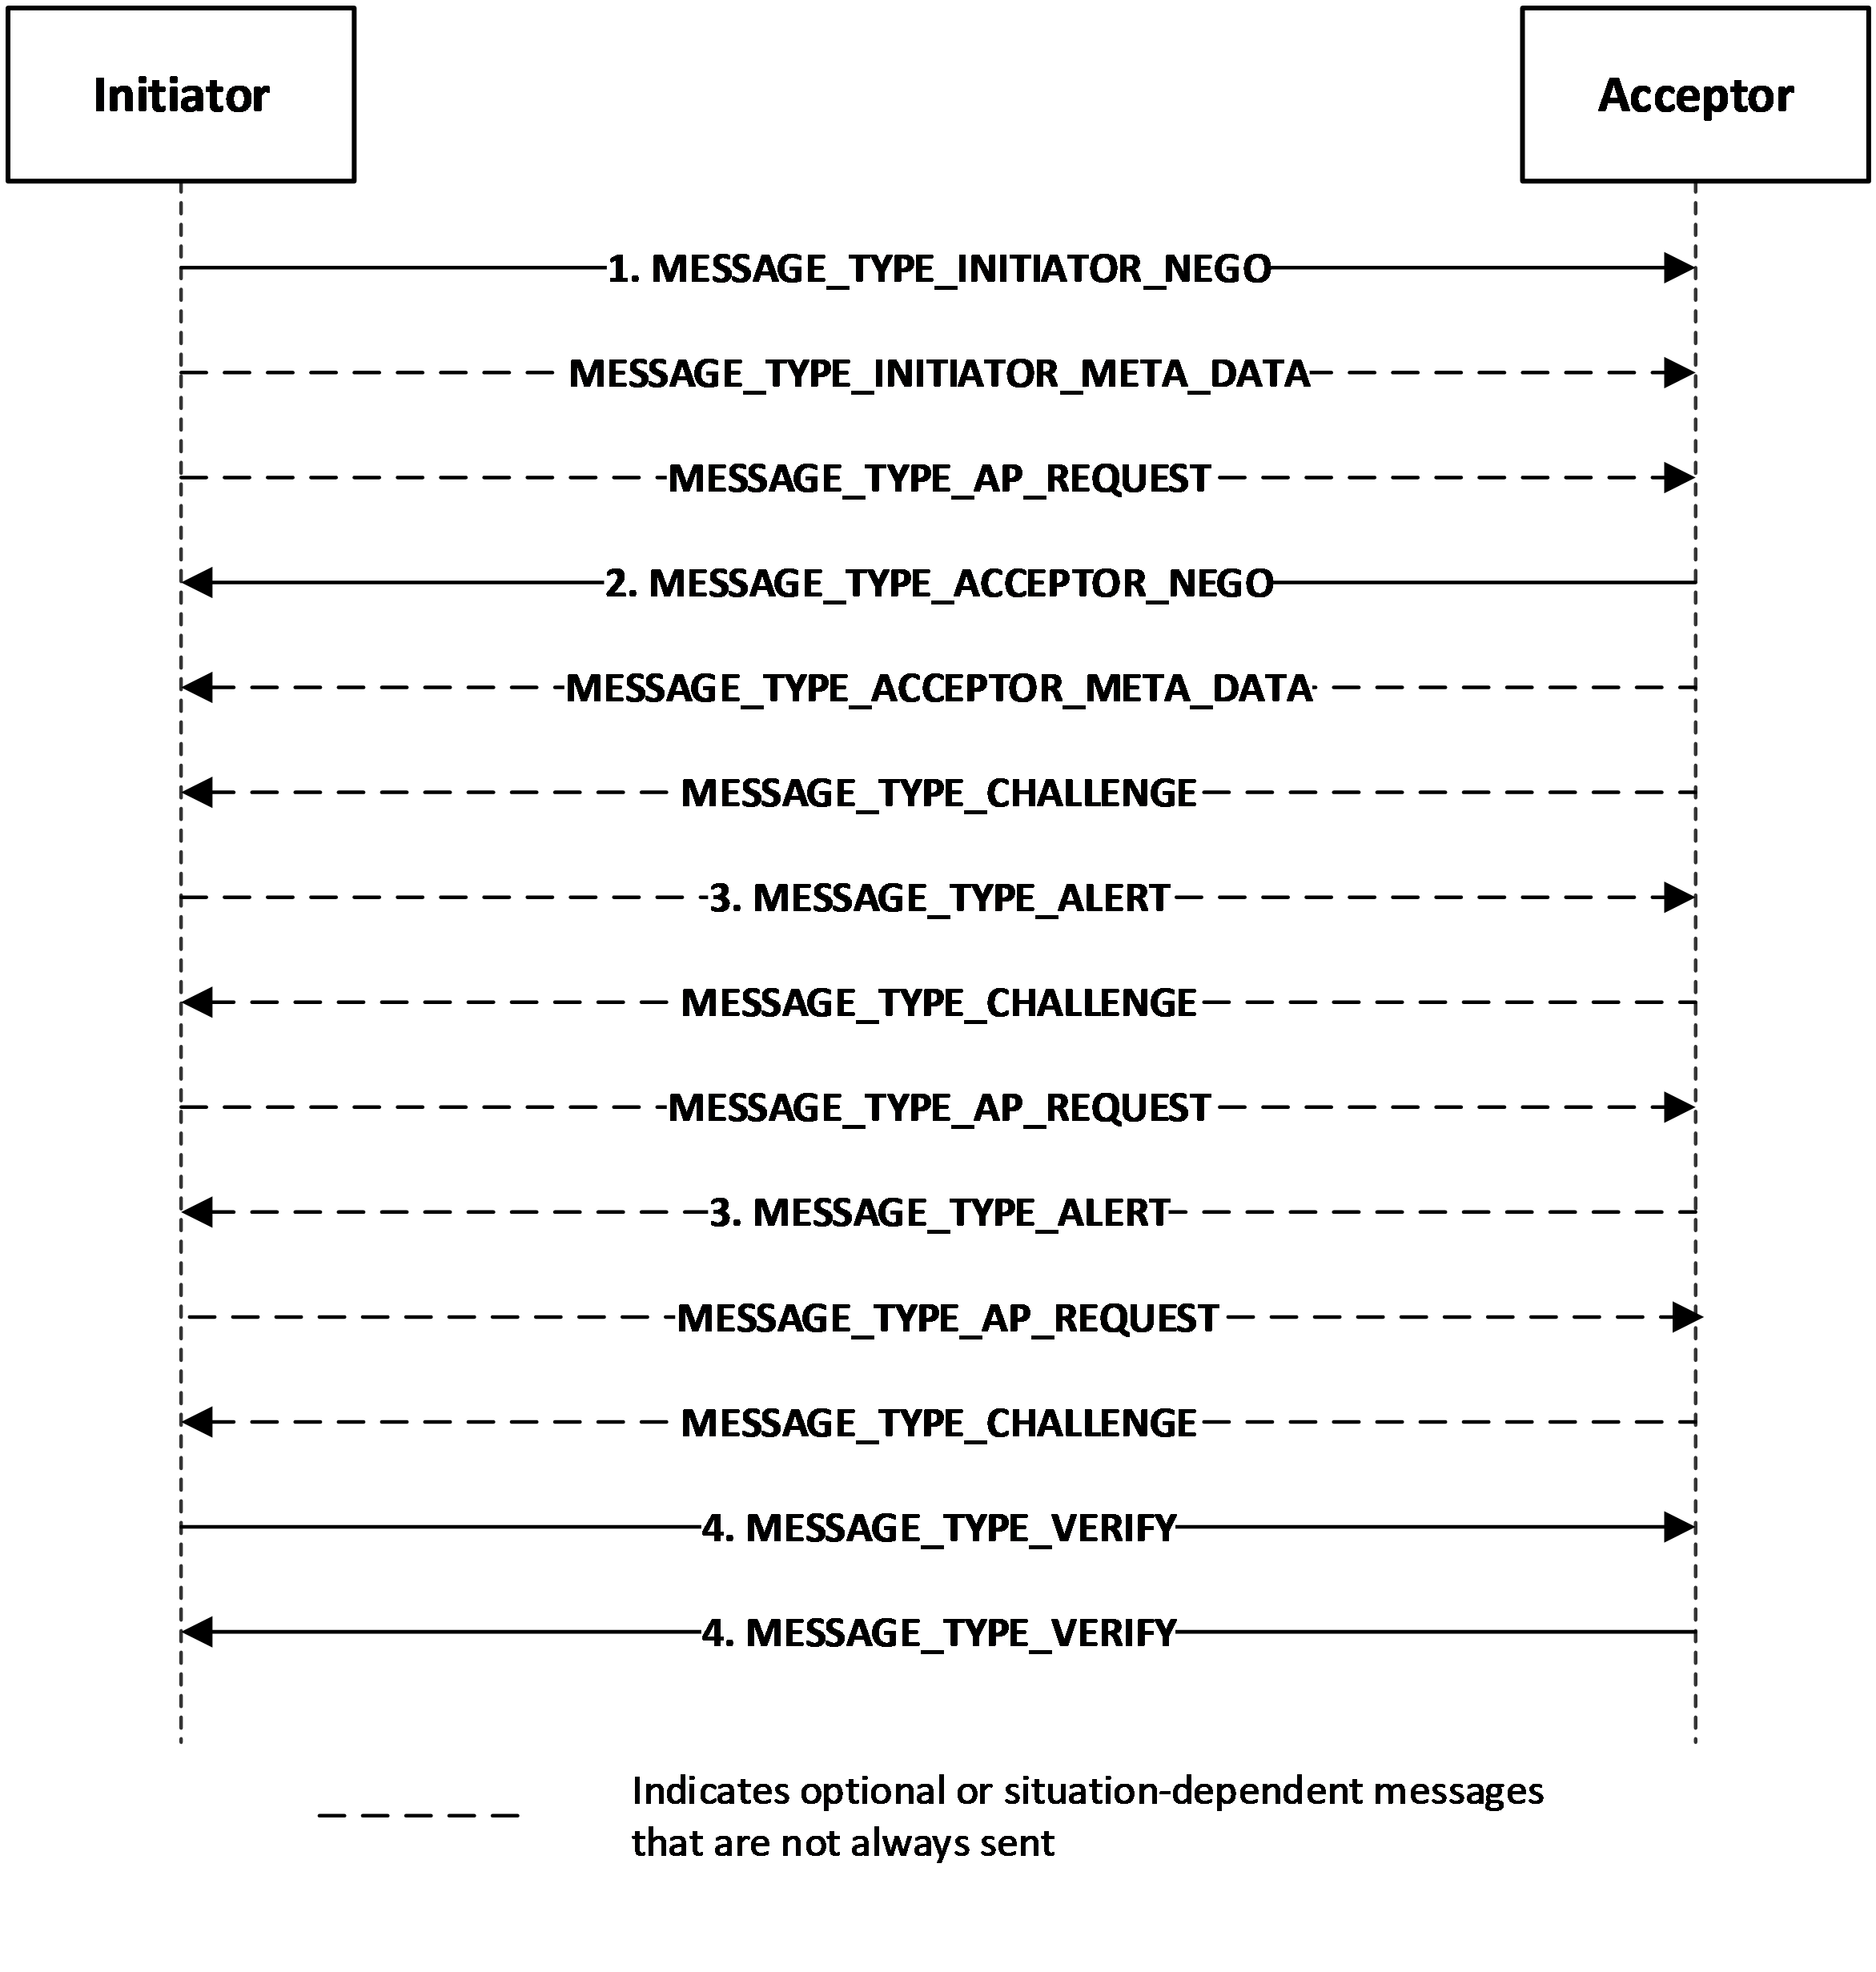 Initiator
Acceptor
1. MESSAGE_TYPE_INITIATOR_NEGO
MESSAGE_TYPE_INITIATOR_META_DATA
MESSAGE_TYPE_AP_REQUEST
2. MESSAGE_TYPE_ACCEPTOR_NEGO
MESSAGE_TYPE_ACCEPTOR_META_DATA
MESSAGE_TYPE_CHALLENGE
3. MESSAGE_TYPE_ALERT
MESSAGE_TYPE_CHALLENGE
MESSAGE_TYPE_AP_REQUEST
3. MESSAGE_TYPE_ALERT
MESSAGE_TYPE_AP_REQUEST
MESSAGE_TYPE_CHALLENGE
4. MESSAGE_TYPE_VERIFY
4. MESSAGE_TYPE_VERIFY
Indicates optional or situation-dependent messages
that are not always sent